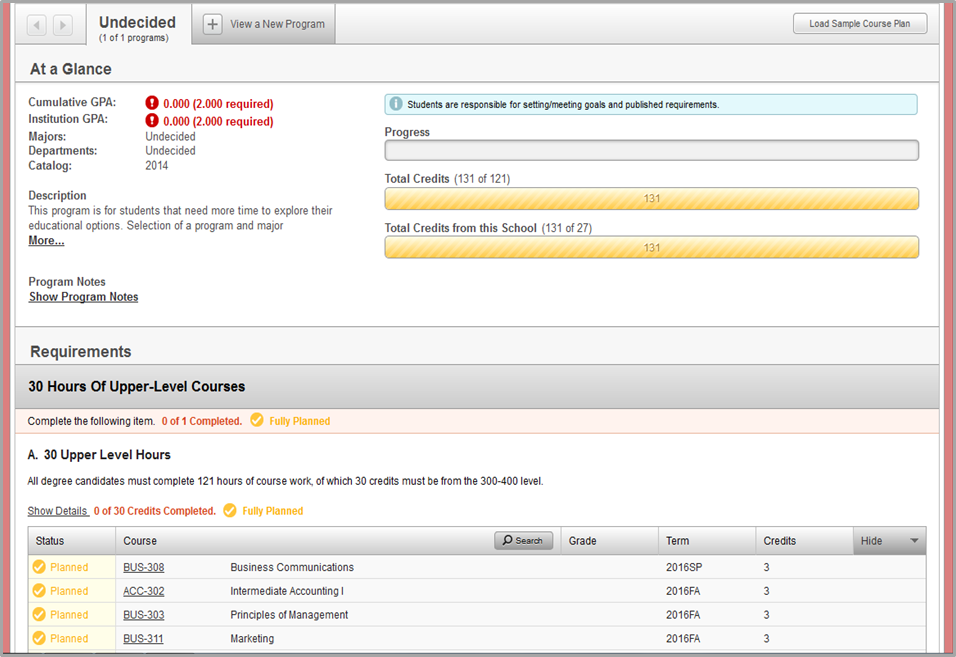 Undecided
(1 of 1 programs)
View a New Program
Load Sample Course Plan
At a Glance
Cumulative GPA: 0.000 (2.000 required)
Institution GPA: 0.000 (2.000 required)
Majors: Undecided
Departments: Undecided
Catalog: 2014
Description
This program is for students that need more time to explore their
educational options. Selection of a program and major
More...
Program Notes
Show Program Notes
Students are responsible for setting/meeting goals and published requirements.
Progress
Total Credits (131 of 121)
131
Total Credits from this School (131 of 27)
131
Requirements
30 Hours Of Upper-Level Courses
Complete the following item. 0 of 1 Completed. Fully Planned
A. 30 Upper Level Hours
All degree candidates must complete 121 hours of course work, of which 30 credits must be from the 300-400 level.
Show Details 0 of 30 Credits Completed. Fully Planned
Status Course Search Grade Term Credits Hide
Planned BUS-308 Business Communications 2016SP 3
Planned ACC-302 Intermediate Accounting I 2016FA 3
Planned BUS-303 Principles of Management 2016FA 3
Planned BUS-311 Marketing 2016FA 3